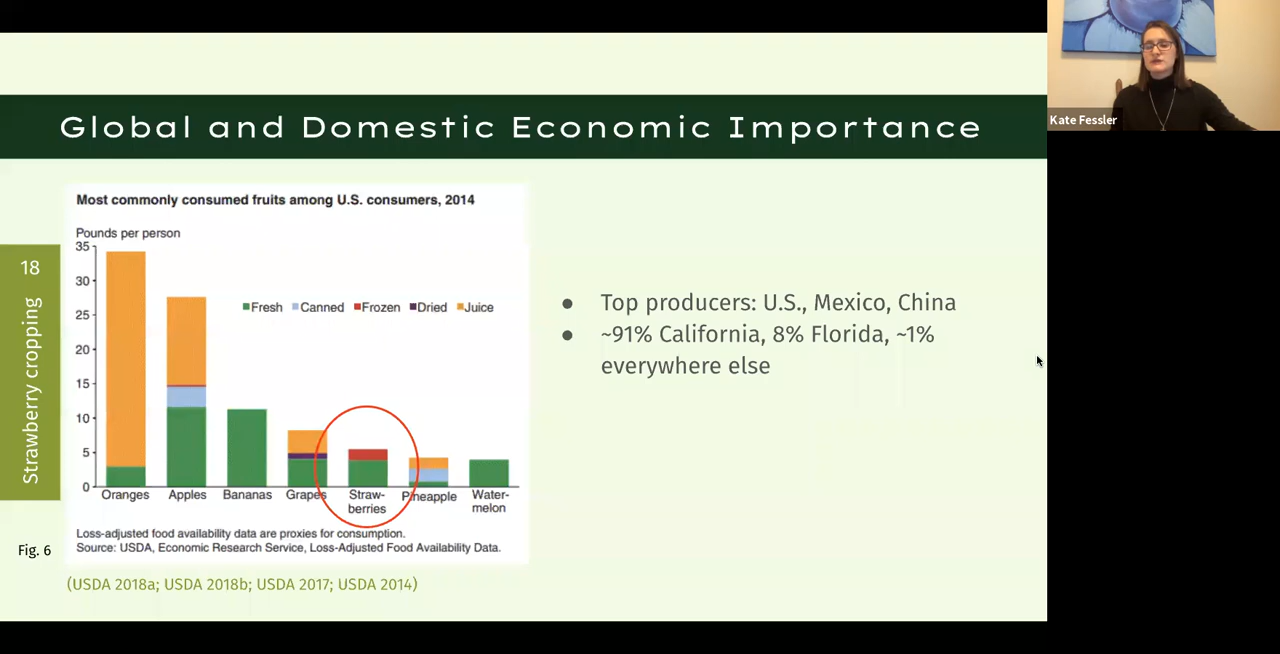 Global and Domestic Economic Importance
Kate Fessler
18
Strawberry cropping
Most commonly consumed fruits among U.S. consumers, 2014
Pounds per person
35
30
25
20
15
10
5
0
Fresh Canned Frozen Dried Juice
Oranges Apples Bananas Grapes Straw- Pineapple Water-
berries melon
Loss-adjusted food availability data are proxies for consumption.
Source: USDA, Economic Research Service, Loss-Adjusted Food Availability Data.
Fig. 6
(USDA 2018a; USDA 2018b; USDA 2017; USDA 2014)
● Top producers: U.S., Mexico, China
● ~91% California, 8% Florida, ~1%
everywhere else